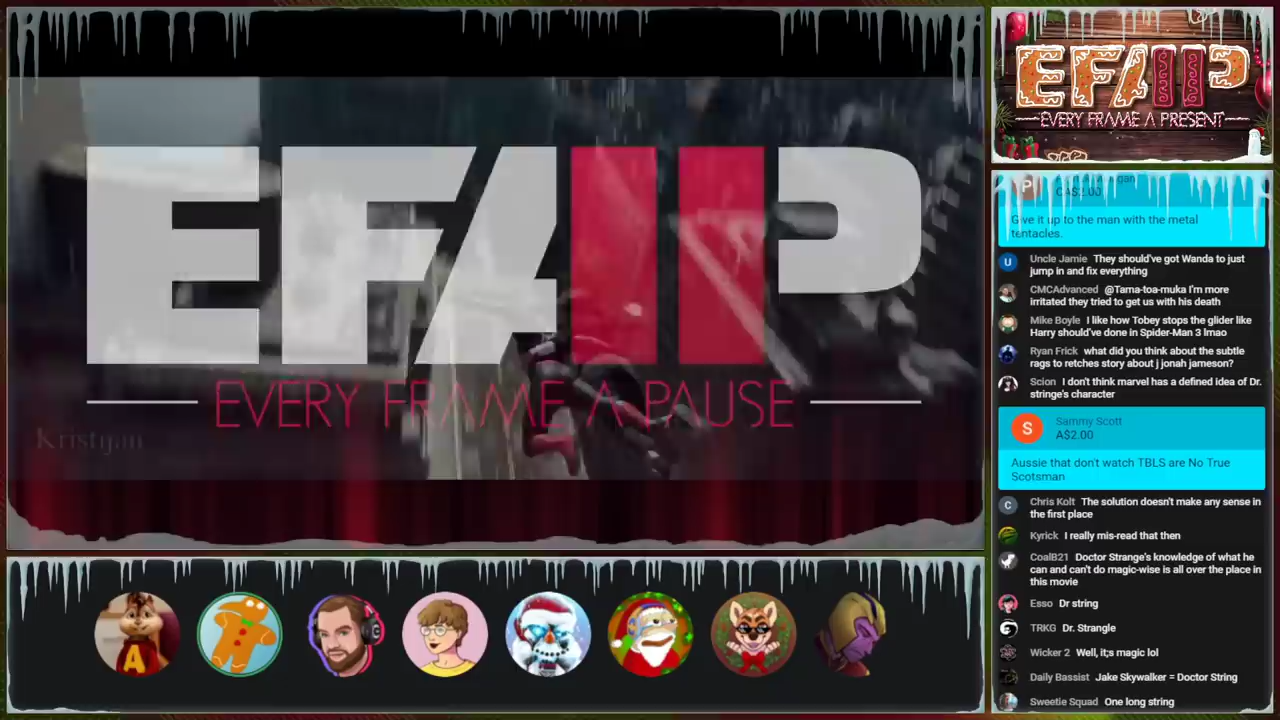 EFAP
EVERY FRAME A PAUSE
Kristijan
EFAP
EVERY FRAME A PRESENT
CA$2.00
Give it up to the man with the metal
tentacles.
Uncle Jamie They should've got Wanda to just
jump in and fix everything
CMCAdvanced @Tama-toa-muka I'm more
irritated they tried to get us with his death
Mike Boyle I like how Tobey stops the glider like
Harry should've done in Spider-Man 3 lmao
Ryan Frick what did you think about the subtle
rags to retches story about j jonah jameson?
Scion I don't think marvel has a defined idea of Dr.
stringe's character
S Sammy Scott
A$2.00
Aussie that don't watch TBLS are No True
Scotsman
Chris Kolt The solution doesn't make any sense in
the first place
Kyrick I really mis-read that then
CoalB21 Doctor Strange's knowledge of what he
can and can't do magic-wise is all over the place in
this movie
Esso Dr string
TRKG Dr. Strangle
Wicker 2 Well, it;s magic lol
Daily Bassist Jake Skywalker = Doctor String
Sweetie Squad One long string